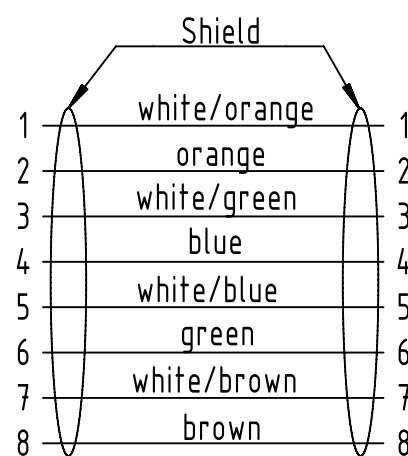 Shield
1 white/orange 1
2 orange 2
3 white/green 3
4 blue 4
5 white/blue 5
6 green 6
7 white/brown 7
8 brown 8